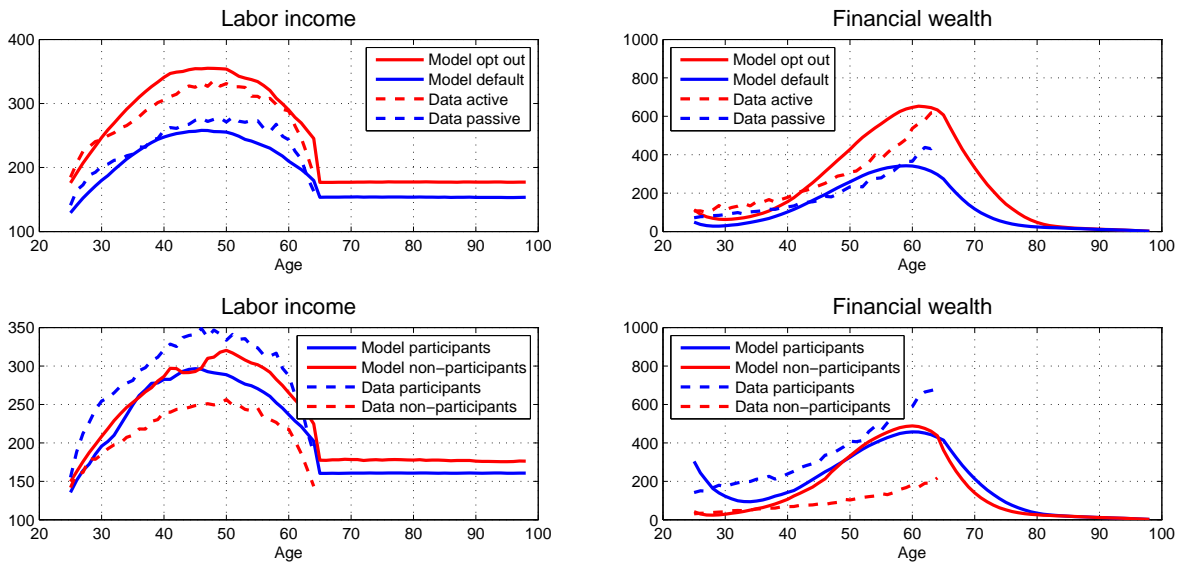 Labor income
400
300
200
100
20 30 40 50 60 70 80 90 100
Age
Model opt out
Model default
Data active
Data passive
Financial wealth
1000
800
600
400
200
0
20 30 40 50 60 70 80 90 100
Age
Model opt out
Model default
Data active
Data passive
Labor income
350
300
250
200
150
100
20 30 40 50 60 70 80 90 100
Age
Model participants
Model non−participants
Data participants
Data non−participants
Financial wealth
1000
800
600
400
200
0
20 30 40 50 60 70 80 90 100
Age
Model participants
Model non−participants
Data participants
Data non−participants